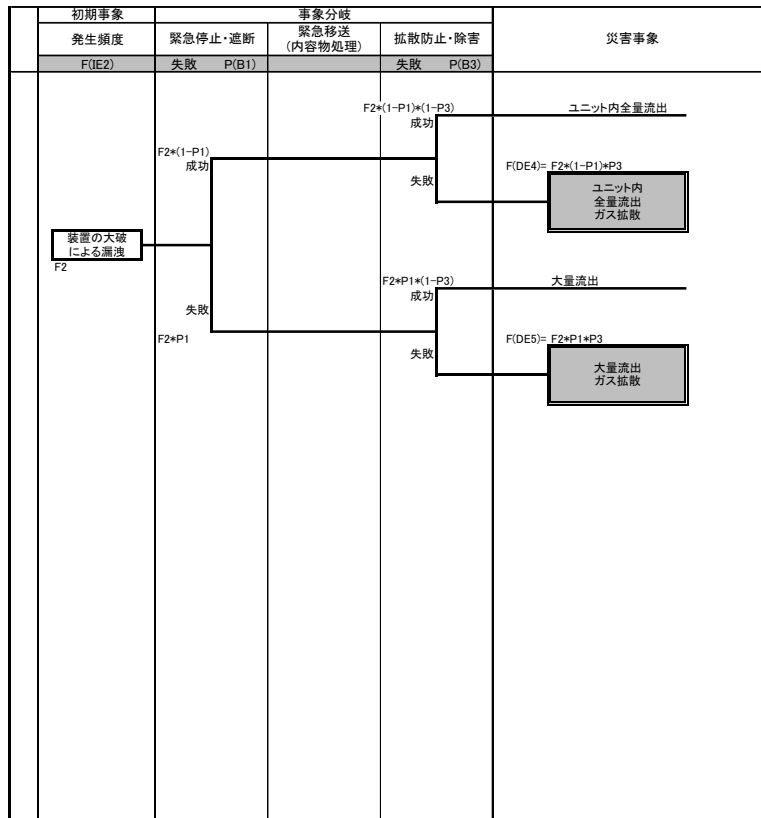 初期事象
事象分岐
発生頻度
緊急停止・遮断
緊急移送
(内容物処理)
拡散防止・除害
災害事象
F(IE2)
失敗 P(B1)
失敗 P(B3)
F2*(1-P1)*(1-P3)
成功
ユニット内全量流出
F2*(1-P1)
成功
失敗
F(DE4)= F2*(1-P1)*P3
ユニット内
全量流出
ガス拡散
装置の大破
による漏洩
F2
F2*P1*(1-P3)
成功
大量流出
失敗
F2*P1
失敗
F(DE5)= F2*P1*P3
大量流出
ガス拡散